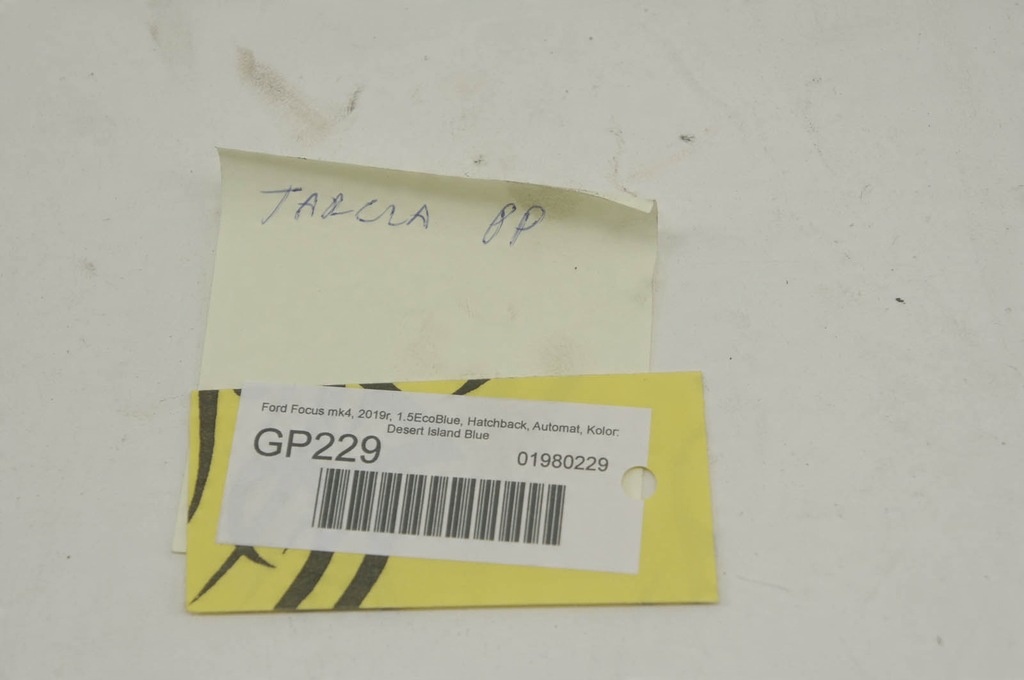 TARCZA PP
Ford Focus mk4, 2019r, 1.5EcoBlue, Hatchback, Automat, Kolor:
Desert Island Blue
GP229
01980229